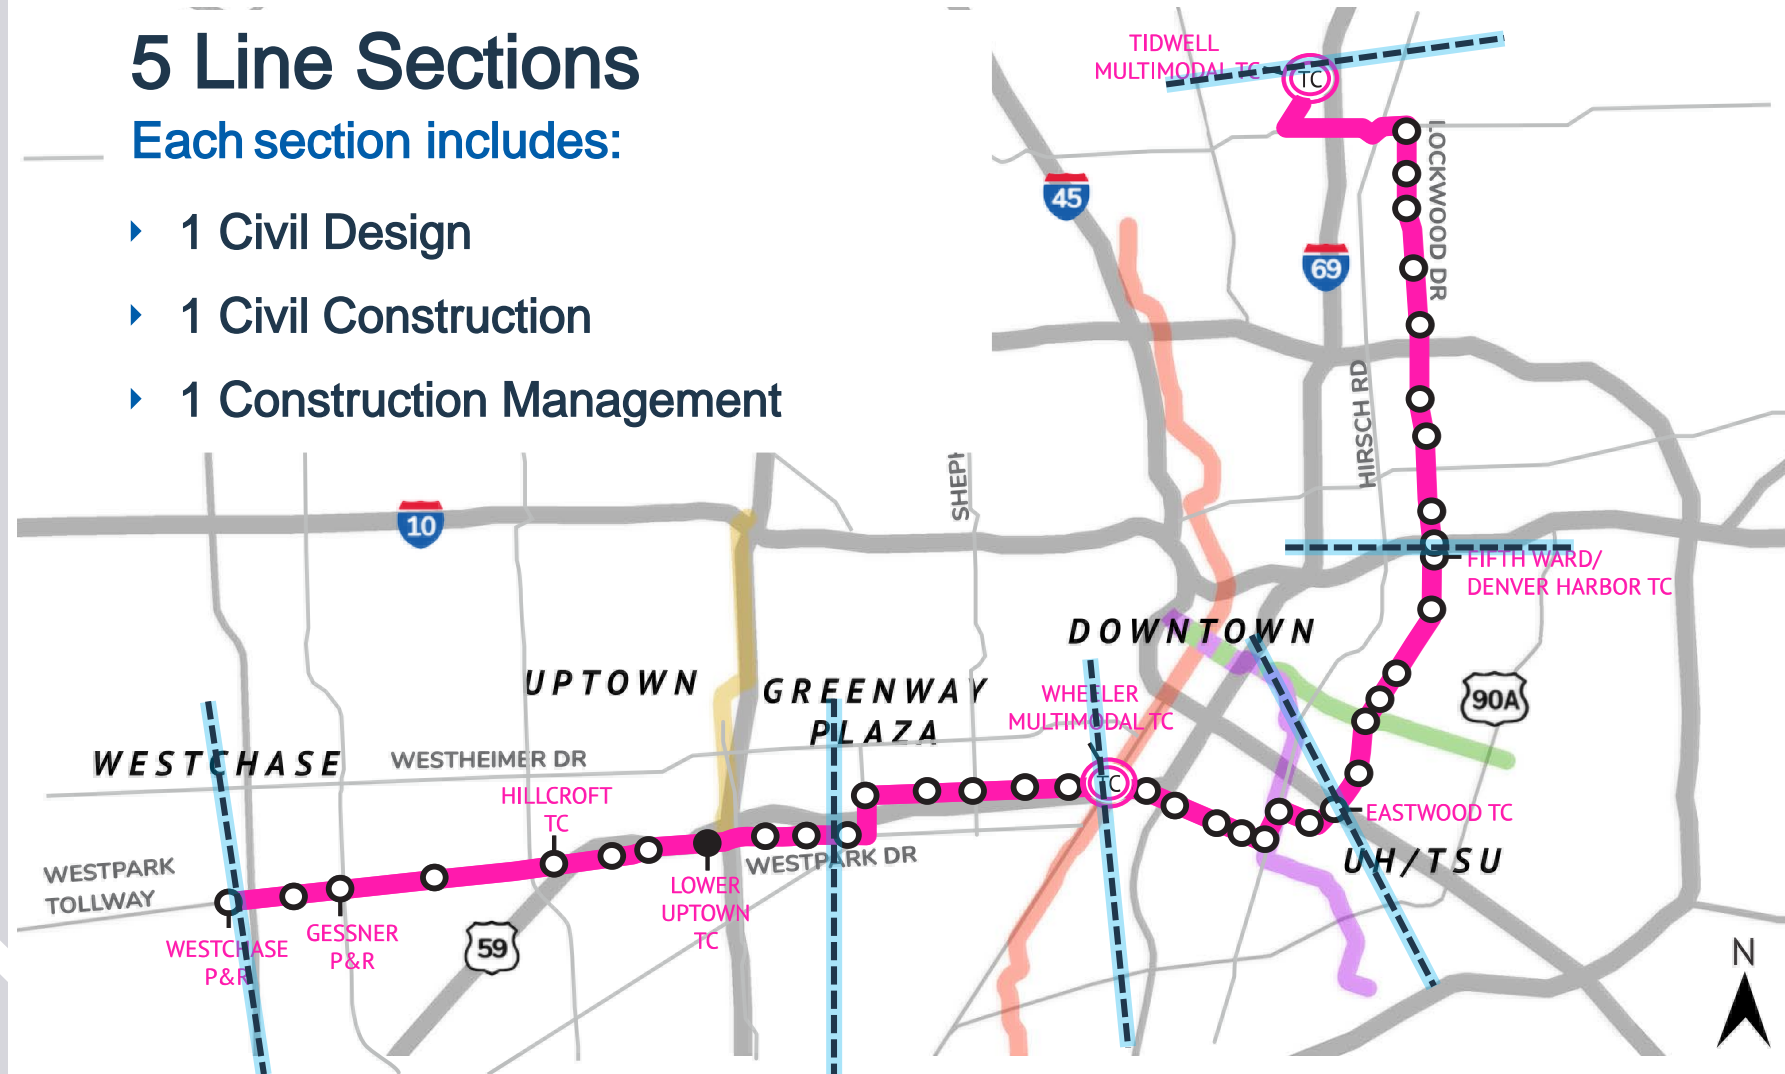 5 Line Sections
Each section includes:
1 Civil Design
1 Civil Construction
1 Construction Management
TIDWELL
MULTIMODAL TC
TC
LOCKWOOD DR
45
69
HIRSCH RD
10
FIFTH WARD/
DENVER HARBOR TC
DOWNTOWN
UPTOWN
GREENWAY
PLAZA
WHEELER
MULTIMODAL TC
90A
WESTCHASE
WESTHEIMER DR
HILLCROFT
TC
TC
EASTWOOD TC
UH/TSU
WESTPARK DR
WESTPARK
TOLLWAY
LOWER
UPTOWN
TC
GESSNER
P&R
WESTCHASE
P&R
59
N